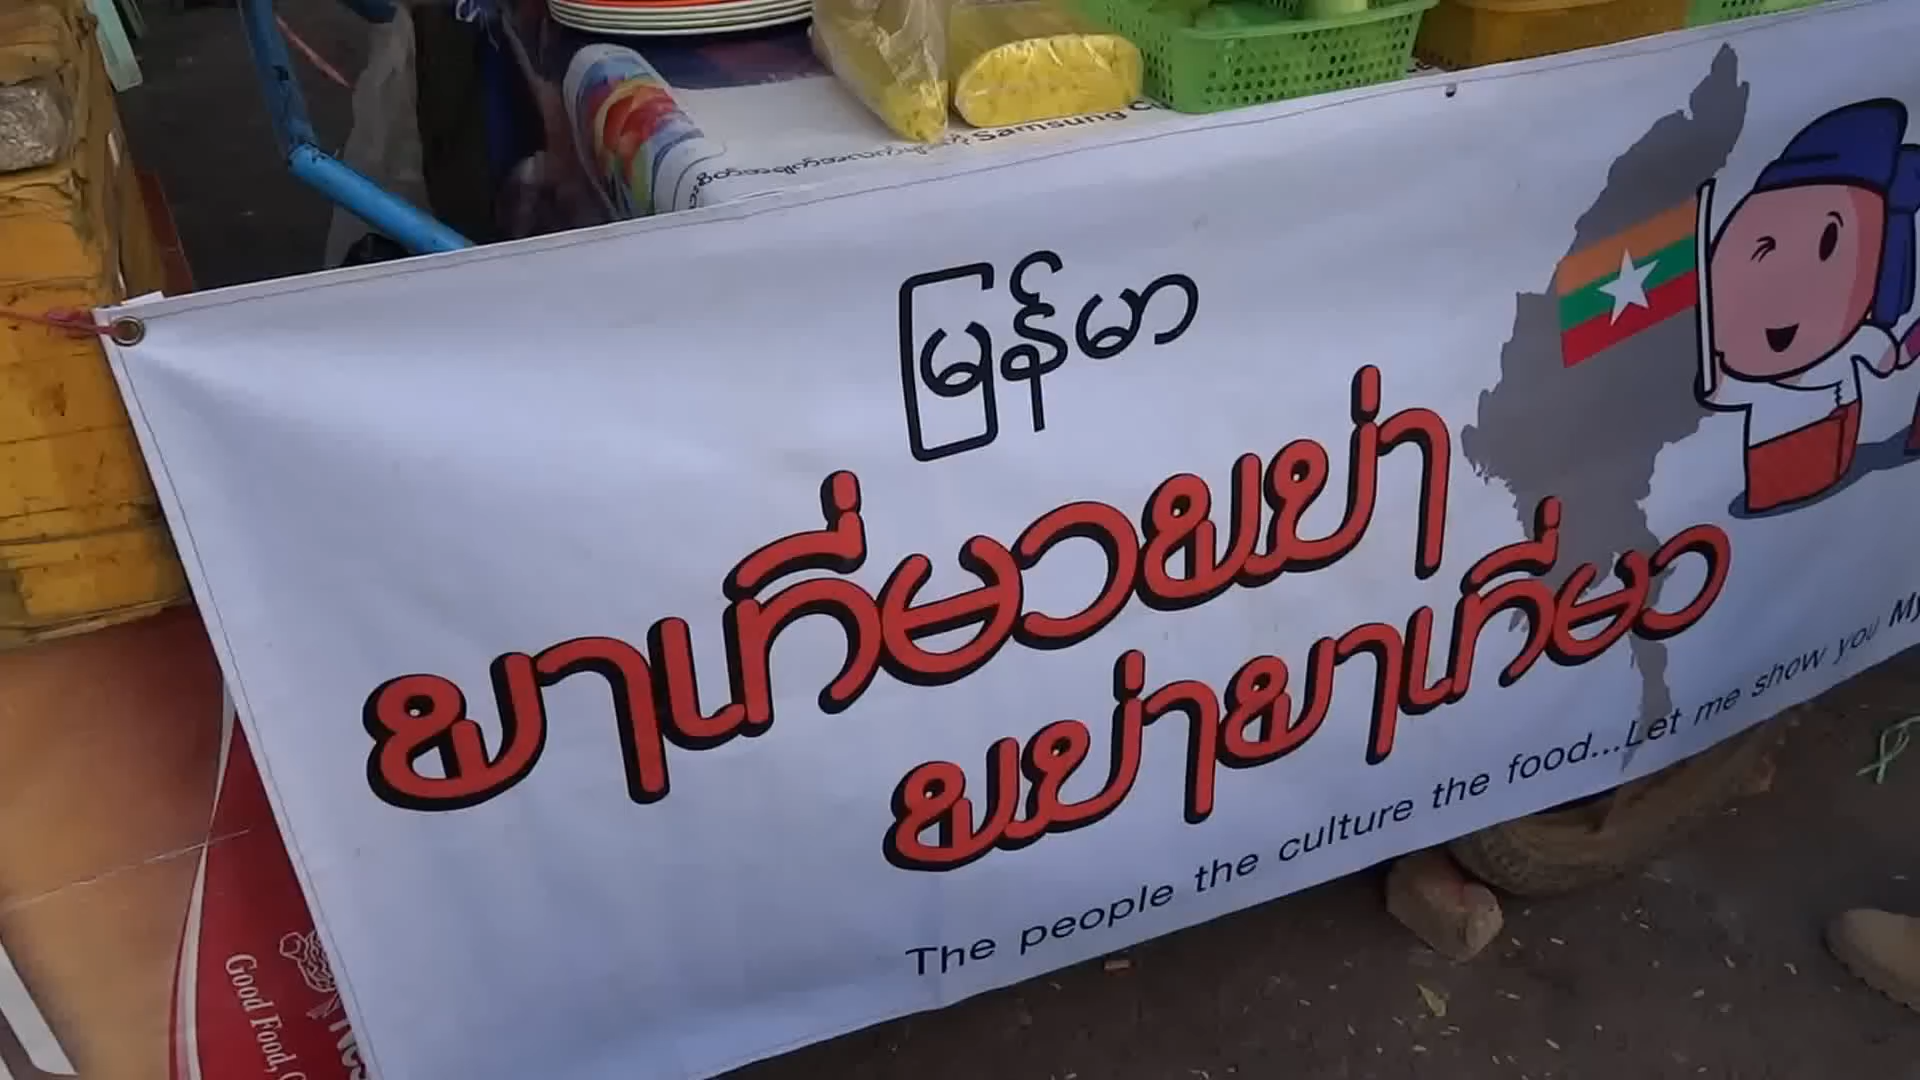 Samsung
မြန်မာ
พาเที่ยวพม่า
พม่าพาเที่ยว
The people the culture the food...Let me show you My
Good Food,